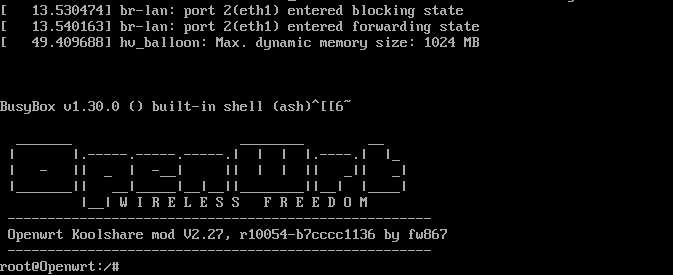 [   13.530474] br-lan: port 2(eth1) entered blocking state
[   13.540163] br-lan: port 2(eth1) entered forwarding state
[   49.409688] hv_balloon: Max. dynamic memory size: 1024 MB
BusyBox v1.30.0 () built-in shell (ash)^[[6~
OpenWrt
W I R E L E S S   F R E E D O M
Openwrt Koolshare mod V2.27, r10054-b7cccc1136 by fw867
root@Openwrt:/#